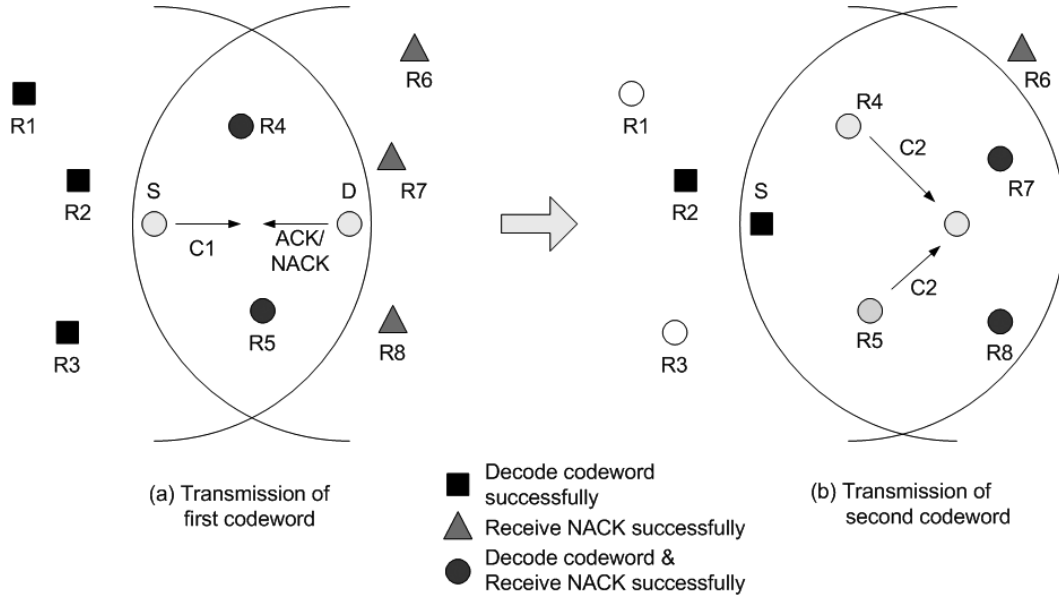 R1
R2
R3
S
C1
R4
R5
D
ACK/
NACK
R6
R7
R8
(a) Transmission of
first codeword
R1
R2
R3
S
R4
C2
R5
C2
R6
R7
R8
(b) Transmission of
second codeword
Decode codeword
successfully
Receive NACK successfully
Decode codeword &
Receive NACK successfully